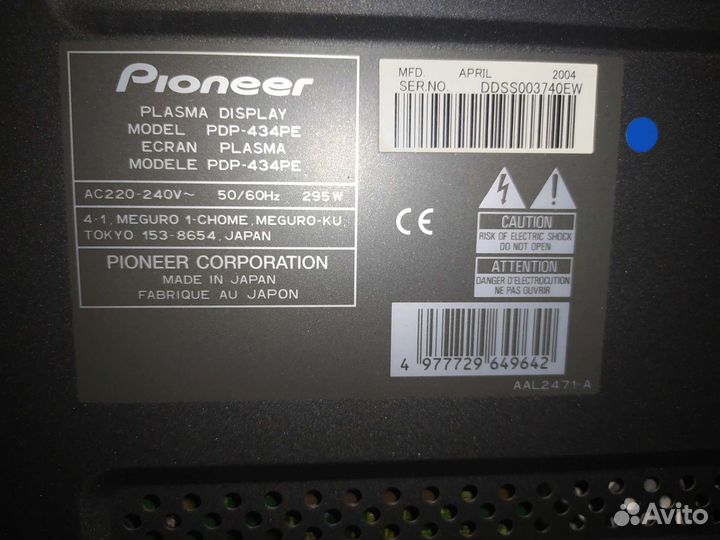 Pioneer
PLASMA DISPLAY
MODEL PDP-434PE
ECRAN PLASMA
MODELE PDP-434PE
AC220-240V~ 50/60Hz 295W
4-1, MEGURO 1-CHOME, MEGURO-KU,
TOKYO 153-8654, JAPAN
PIONEER CORPORATION
MADE IN JAPAN
FABRIQUE AU JAPON
MFD. APRIL 2004
SER.NO. DDSS003740EW
CE
CAUTION
RISK OF ELECTRIC SHOCK
DO NOT OPEN
ATTENTION
DANGER D'ELECTROCUTION
NE PAS OUVRIR
4 977729 649642
AAL2471-A
Avito